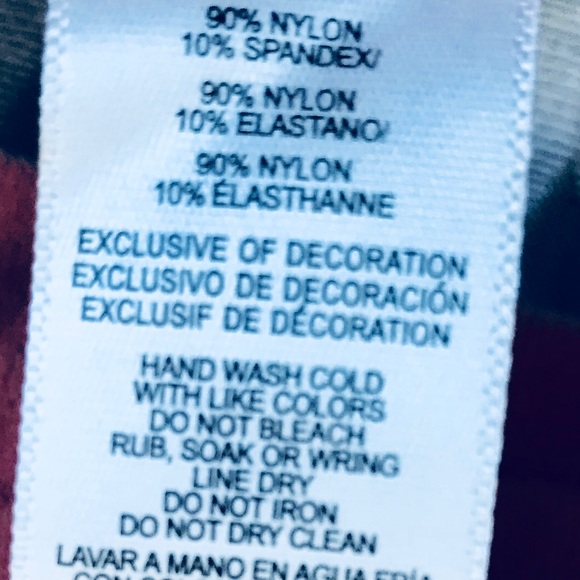 90% NYLON
10% SPANDEX/
90% NYLON
10% ELASTANO/
90% NYLON
10% ÉLASTHANNE
EXCLUSIVE OF DECORATION
EXCLUSIVO DE DECORACIÓN
EXCLUSIF DE DÉCORATION
HAND WASH COLD
WITH LIKE COLORS
DO NOT BLEACH
RUB, SOAK OR WRING
LINE DRY
DO NOT IRON
DO NOT DRY CLEAN
LAVAR A MANO EN AGUA FRÍA
CON